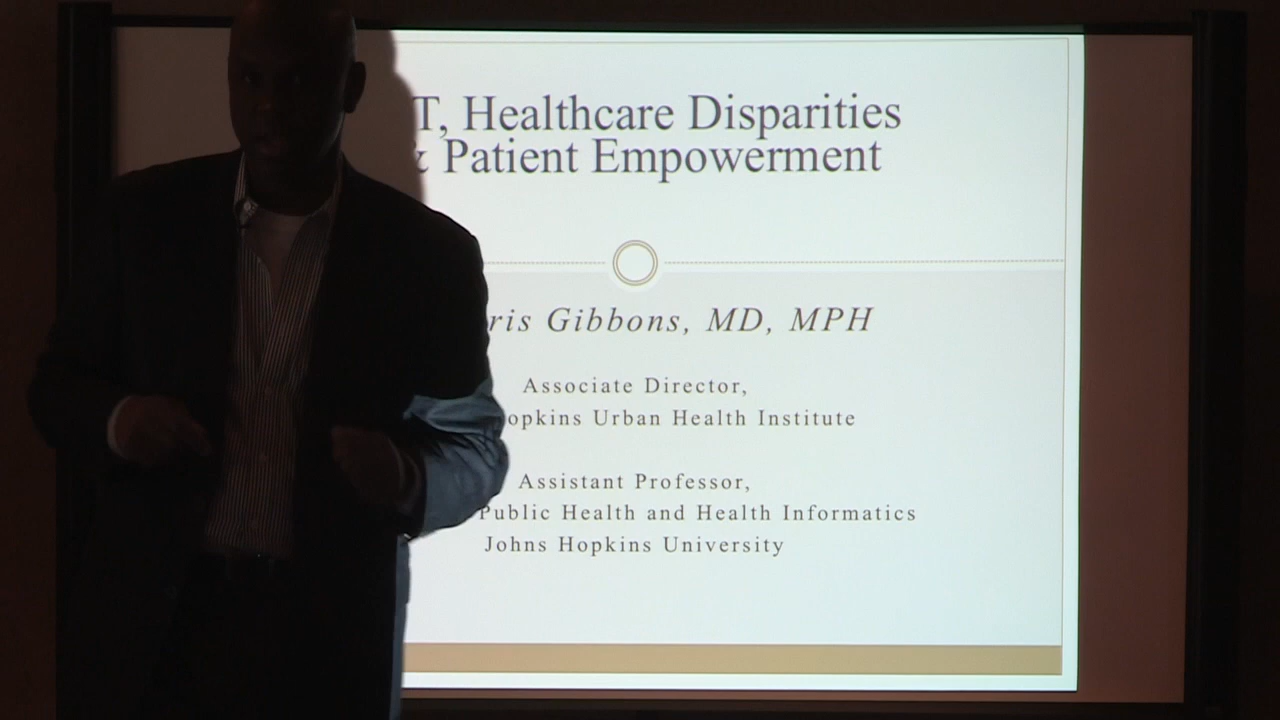 T, Healthcare Disparities
& Patient Empowerment
ris Gibbons, MD, MPH
Associate Director,
opkins Urban Health Institute
Assistant Professor,
Public Health and Health Informatics
Johns Hopkins University